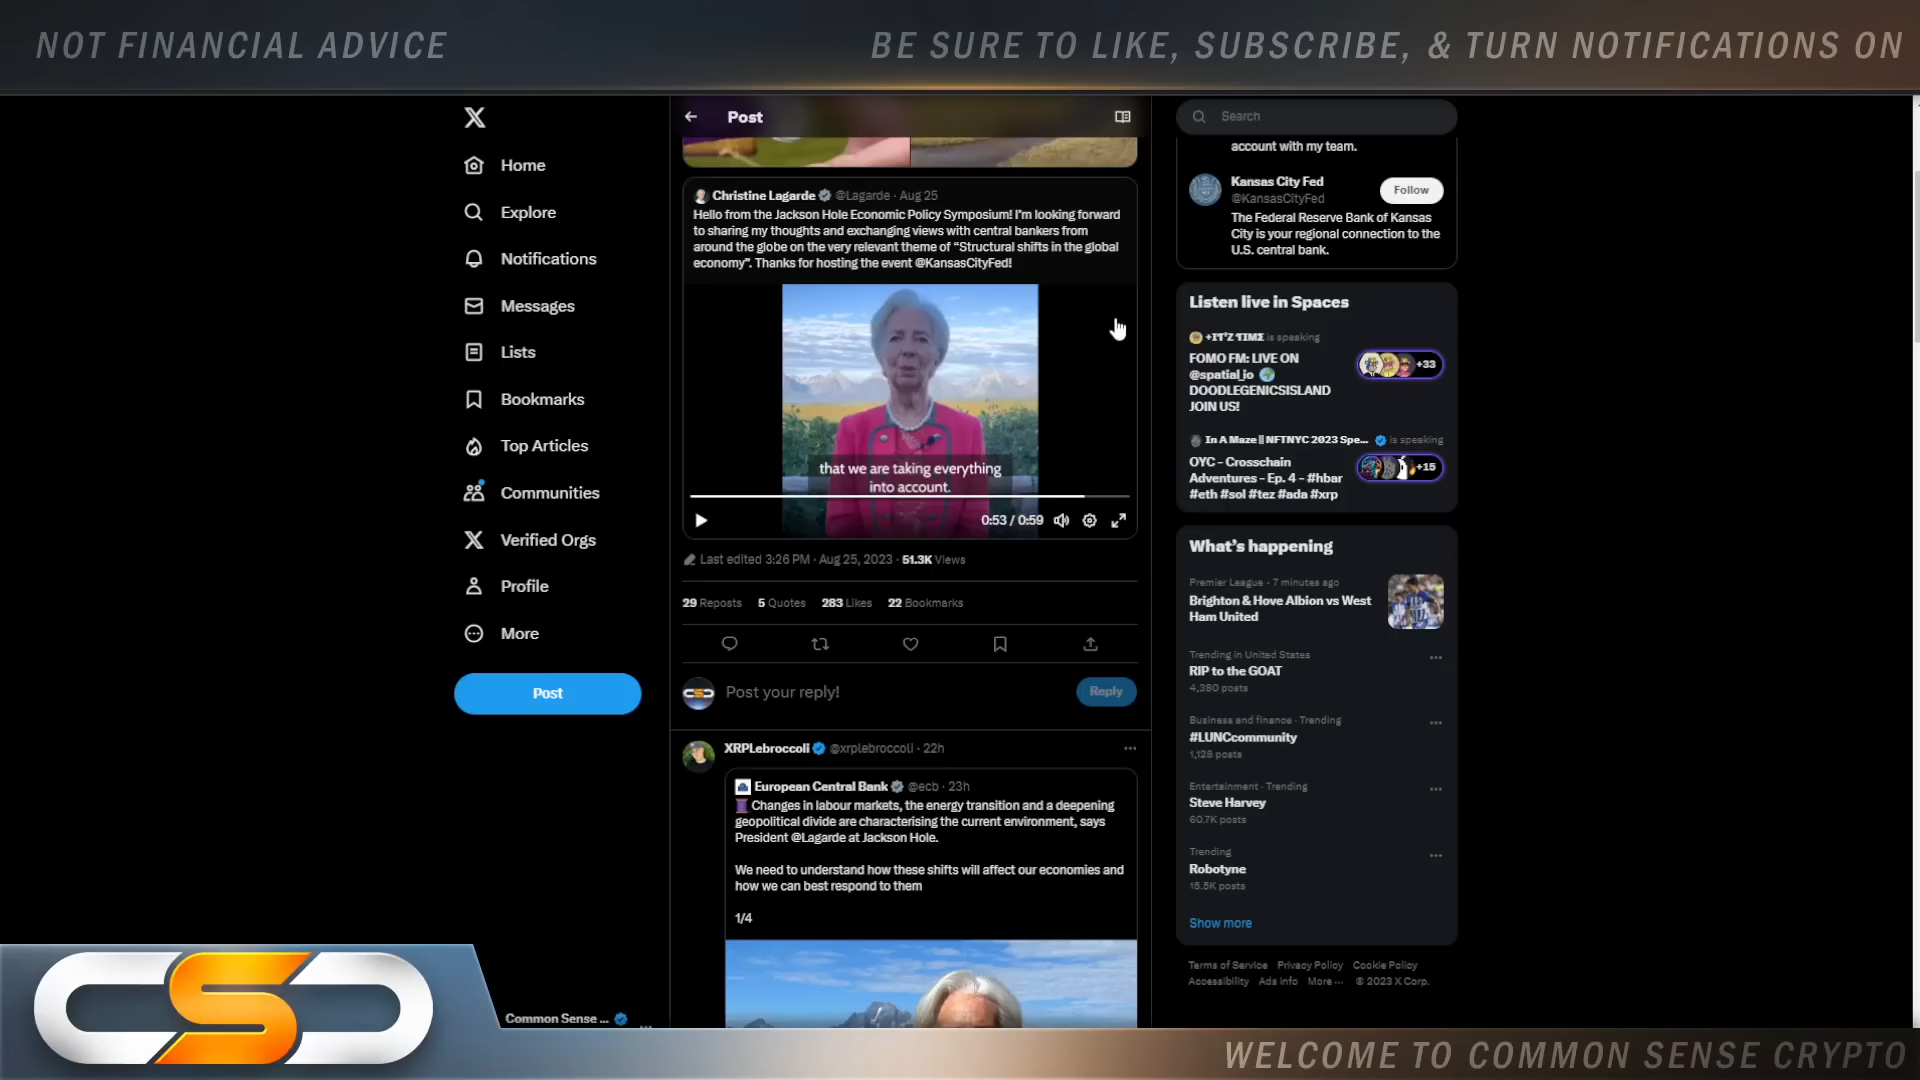 NOT FINANCIAL ADVICE
BE SURE TO LIKE, SUBSCRIBE, & TURN NOTIFICATIONS ON
Home
Explore
Notifications
Messages
Lists
Bookmarks
Top Articles
Communities
Verified Orgs
Profile
More
Post
Common Sense ...
Post
Christine Lagarde @Lagarde · Aug 25
Hello from the Jackson Hole Economic Policy Symposium! I'm looking forward
to sharing my thoughts and exchanging views with central bankers from
around the globe on the very relevant theme of “Structural shifts in the global
economy”. Thanks for hosting the event @KansasCityFed!
that we are taking everything
into account.
0:53 / 0:59
Last edited 3:26 PM · Aug 25, 2023 · 51.3K Views
29 Reposts 5 Quotes 283 Likes 22 Bookmarks
Post your reply!
Reply
XRPLebroccoli @xrplebroccoli · 22h
European Central Bank @ecb · 23h
Changes in labour markets, the energy transition and a deepening
geopolitical divide are characterising the current environment, says
President @Lagarde at Jackson Hole.
We need to understand how these shifts will affect our economies and
how we can best respond to them
1/4
Search
account with my team.
Kansas City Fed
@KansasCityFed
Follow
The Federal Reserve Bank of Kansas
City is your regional connection to the
U.S. central bank.
Listen live in Spaces
+IT'Z TIME is speaking
FOMO FM: LIVE ON
@spatial_io
DOODLEGENICSISLAND
JOIN US!
+33
In A Maze || NFTNYC 2023 Spe... is speaking
OYC - Crosschain
Adventures - Ep. 4 - #hbar
#eth #sol #tez #ada #xrp
+15
What's happening
Premier League · 7 minutes ago
Brighton & Hove Albion vs West
Ham United
Trending in United States
RIP to the GOAT
4,380 posts
Business and finance · Trending
#LUNCcommunity
1,128 posts
Entertainment · Trending
Steve Harvey
60.7K posts
Trending
Robotyne
15.5K posts
Show more
Terms of Service Privacy Policy Cookie Policy
Accessibility Ads info More ··· © 2023 X Corp.
CSC
WELCOME TO COMMON SENSE CRYPTO